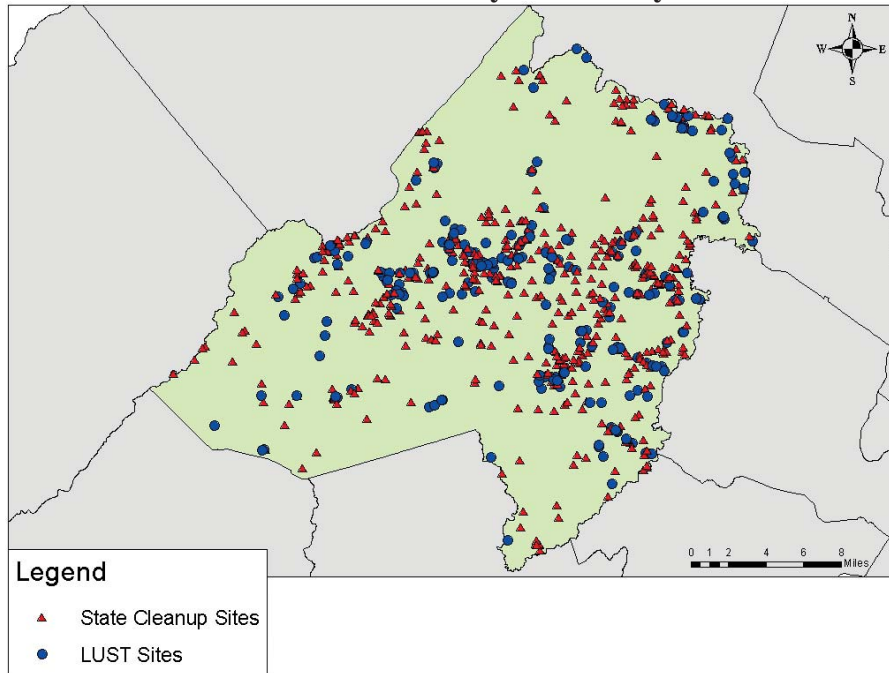 N
W E
S
0 1 2 4 6 8
Miles
Legend
State Cleanup Sites
LUST Sites